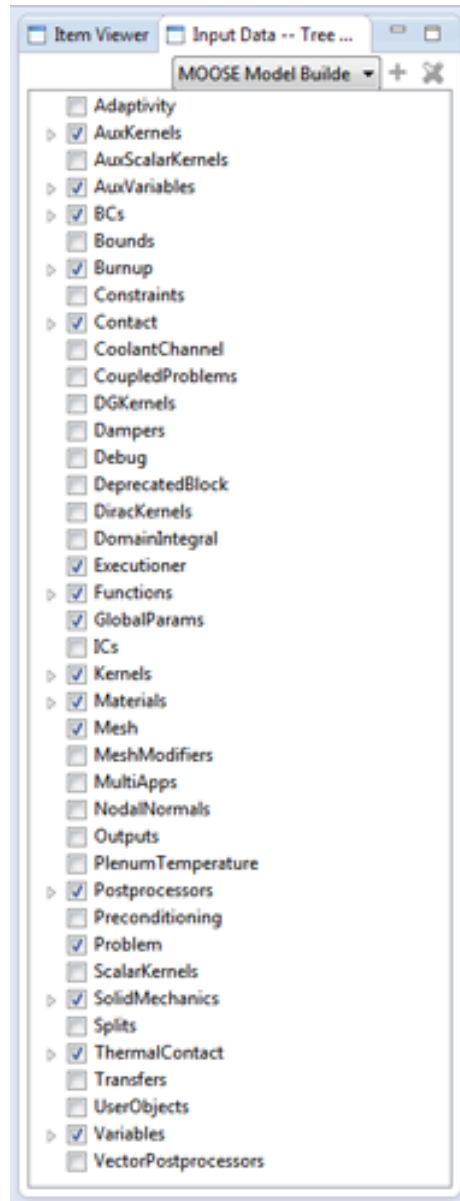 Item Viewer Input Data -- Tree ...
MOOSE Model Builde
Adaptivity
AuxKernels
AuxScalarKernels
AuxVariables
BCs
Bounds
Burnup
Constraints
Contact
CoolantChannel
CoupledProblems
DGKernels
Dampers
Debug
DeprecatedBlock
DiracKernels
DomainIntegral
Executioner
Functions
GlobalParams
ICs
Kernels
Materials
Mesh
MeshModifiers
MultiApps
NodalNormals
Outputs
PlenumTemperature
Postprocessors
Preconditioning
Problem
ScalarKernels
SolidMechanics
Splits
ThermalContact
Transfers
UserObjects
Variables
VectorPostprocessors